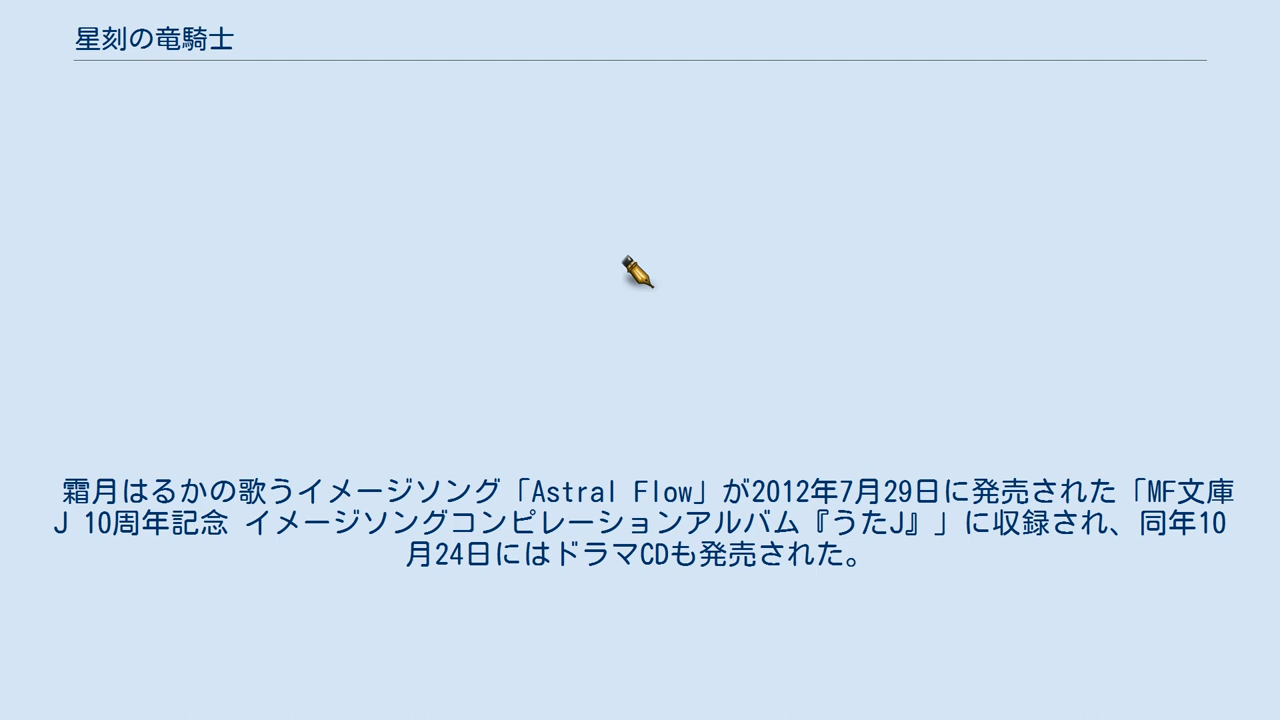 星刻の竜騎士
霜月はるかの歌うイメージソング「Astral Flow」が2012年7月29日に発売された「MF文庫
J 10周年記念 イメージソングコンピレーションアルバム『うたJ』」に収録され、同年10
月24日にはドラマCDも発売された。